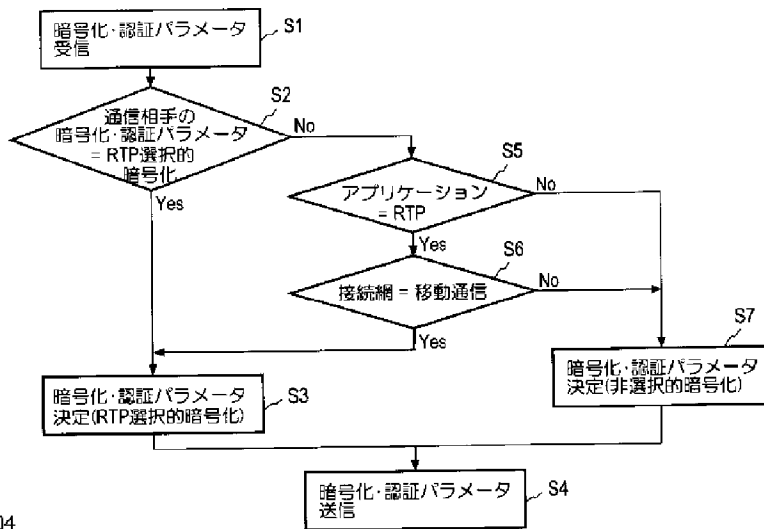 暗号化・認証パラメータ
受信
S1
通信相手の
暗号化・認証パラメータ
= RTP選択的
暗号化
S2
No
Yes
アプリケーション
= RTP
S5
No
Yes
接続網 = 移動通信
S6
No
Yes
暗号化・認証パラメータ
決定(RTP選択的暗号化)
S3
暗号化・認証パラメータ
決定(非選択的暗号化)
S7
暗号化・認証パラメータ
送信
S4
04